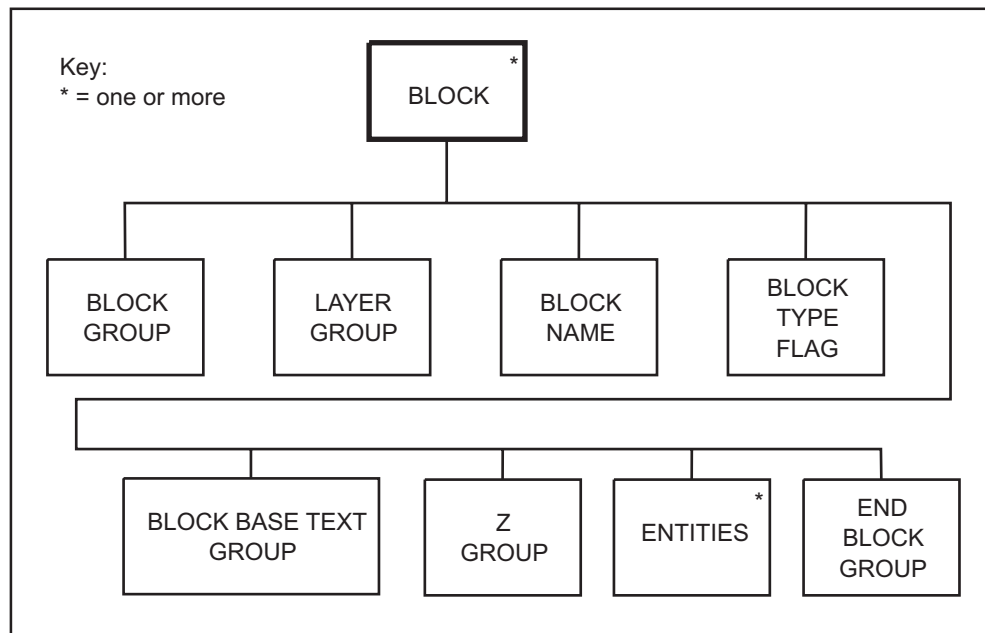 Key:
* = one or more
*
BLOCK
BLOCK
GROUP
LAYER
GROUP
BLOCK
NAME
BLOCK
TYPE
FLAG
BLOCK BASE TEXT
GROUP
Z
GROUP
*
ENTITIES
END
BLOCK
GROUP